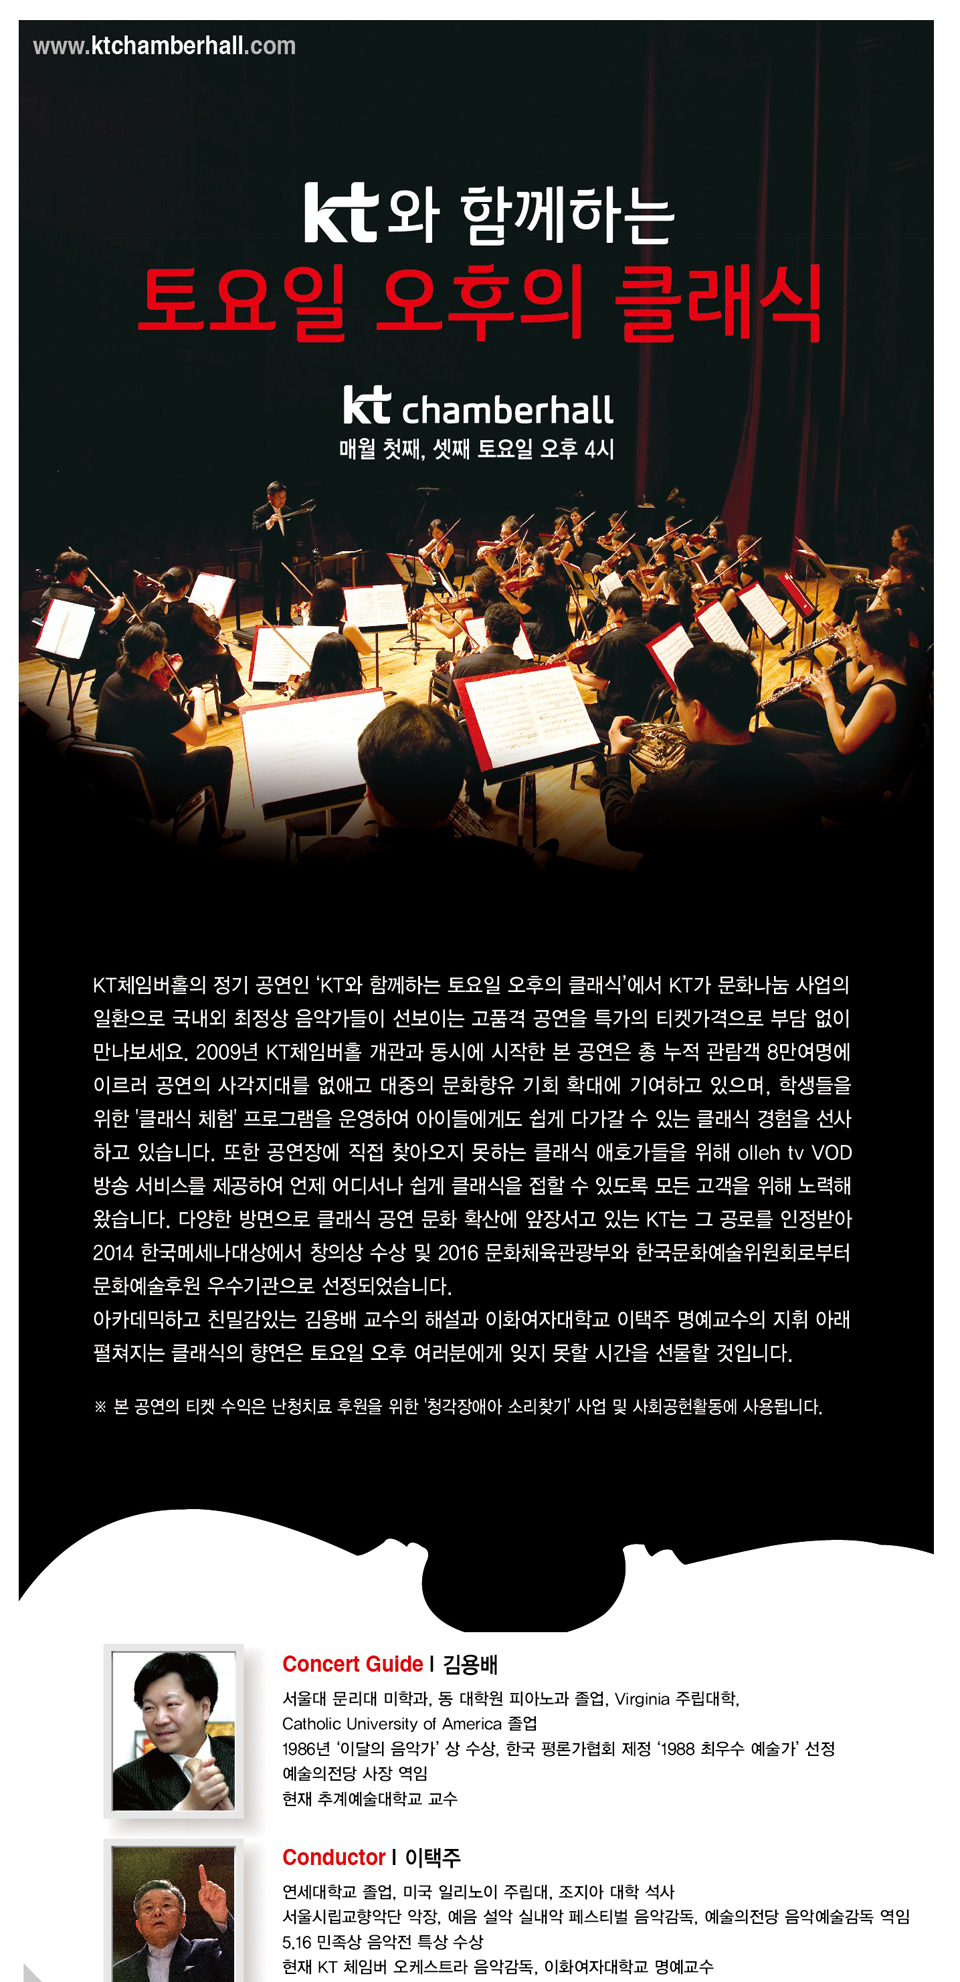 www.ktchamberhall.com
kt와 함께하는
토요일 오후의 클래식
kt chamberhall
매월 첫째, 셋째 토요일 오후 4시
KT체임버홀의 정기 공연인 ‘KT와 함께하는 토요일 오후의 클래식’에서 KT가 문화나눔 사업의
일환으로 국내외 최정상 음악가들이 선보이는 고품격 공연을 특가의 티켓가격으로 부담 없이
만나보세요. 2009년 KT체임버홀 개관과 동시에 시작한 본 공연은 총 누적 관람객 8만여명에
이르러 공연의 사각지대를 없애고 대중의 문화향유 기회 확대에 기여하고 있으며, 학생들을
위한 '클래식 체험' 프로그램을 운영하여 아이들에게도 쉽게 다가갈 수 있는 클래식 경험을 선사
하고 있습니다. 또한 공연장에 직접 찾아오지 못하는 클래식 애호가들을 위해 olleh tv VOD
방송 서비스를 제공하여 언제 어디서나 쉽게 클래식을 접할 수 있도록 모든 고객을 위해 노력해
왔습니다. 다양한 방면으로 클래식 공연 문화 확산에 앞장서고 있는 KT는 그 공로를 인정받아
2014 한국메세나대상에서 창의상 수상 및 2016 문화체육관광부와 한국문화예술위원회로부터
문화예술후원 우수기관으로 선정되었습니다.
아카데믹하고 친밀감있는 김용배 교수의 해설과 이화여자대학교 이택주 명예교수의 지휘 아래
펼쳐지는 클래식의 향연은 토요일 오후 여러분에게 잊지 못할 시간을 선물할 것입니다.
※ 본 공연의 티켓 수익은 난청치료 후원을 위한 '청각장애아 소리찾기' 사업 및 사회공헌활동에 사용됩니다.
Concert Guide l 김용배
서울대 문리대 미학과, 동 대학원 피아노과 졸업, Virginia 주립대학,
Catholic University of America 졸업
1986년 ‘이달의 음악가’ 상 수상, 한국 평론가협회 제정 ‘1988 최우수 예술가’ 선정
예술의전당 사장 역임
현재 추계예술대학교 교수
Conductor l 이택주
연세대학교 졸업, 미국 일리노이 주립대, 조지아 대학 석사
서울시립교향악단 악장, 예음 설악 실내악 페스티벌 음악감독, 예술의전당 음악예술감독 역임
5.16 민족상 음악전 특상 수상
현재 KT 체임버 오케스트라 음악감독, 이화여자대학교 명예교수